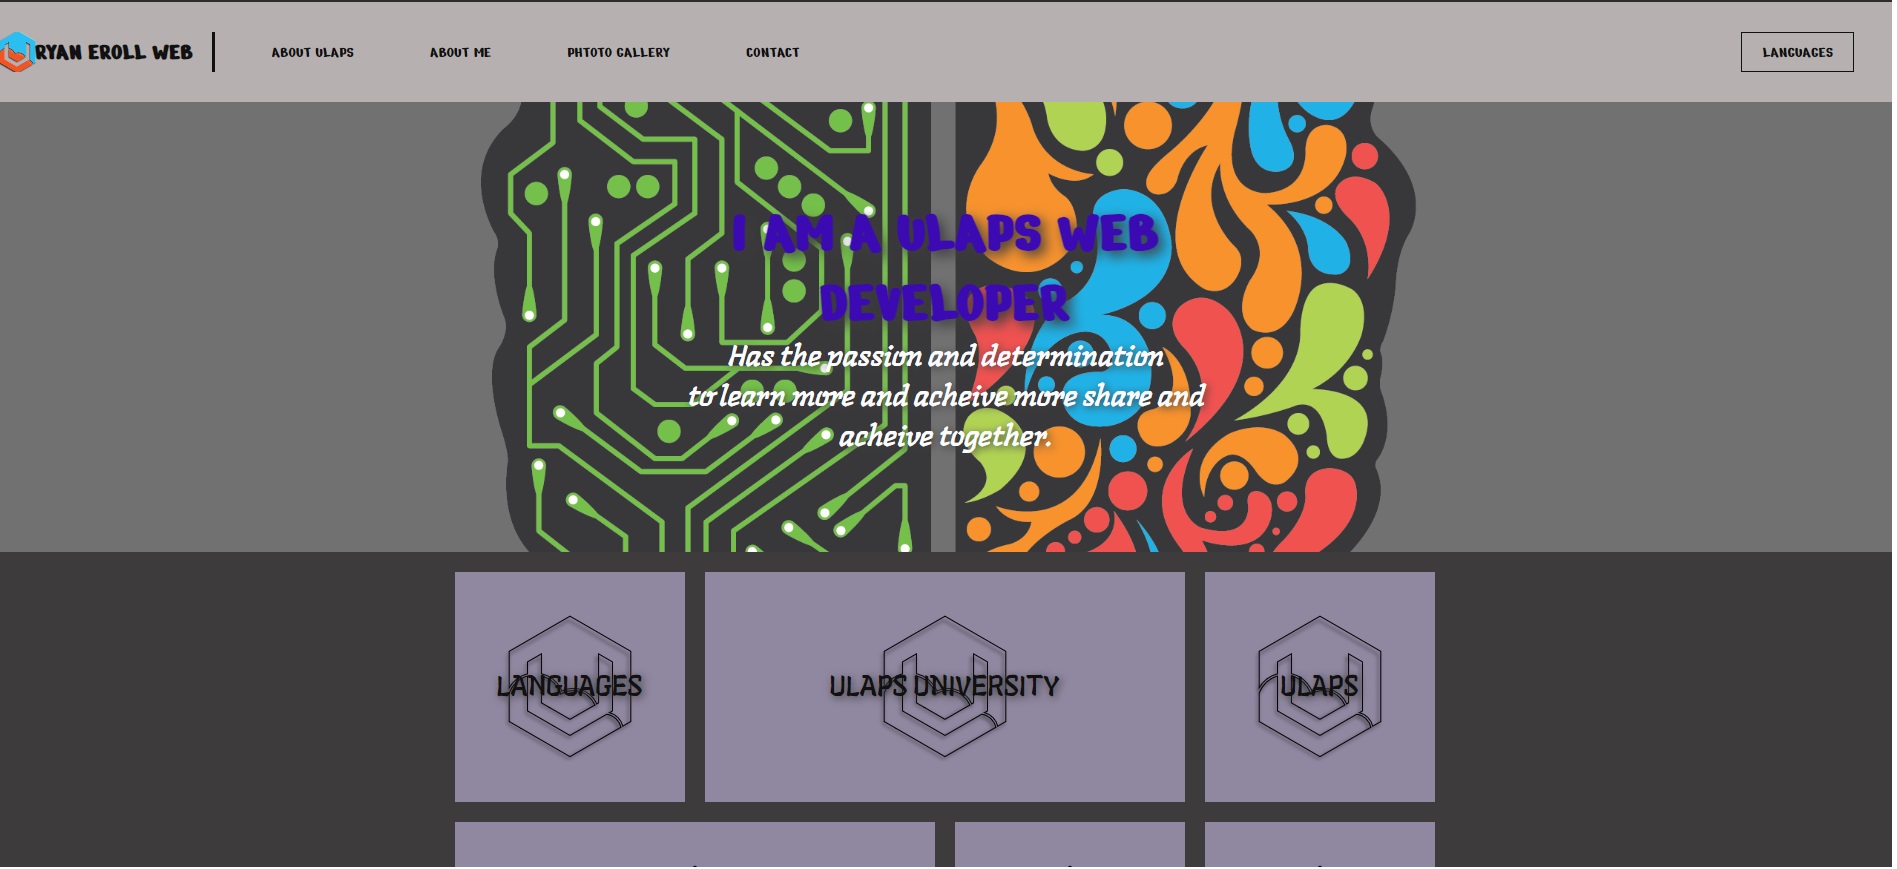 RYAN EROLL WEB
ABOUT ULAPS
ABOUT ME
PHTOTO GALLERY
CONTACT
LANGUAGES
I AM A ULAPS WEB
DEVELOPER
Has the passion and determination
to learn more and acheive more share and
acheive together.
LANGUAGES
ULAPS UNIVERSITY
ULAPS